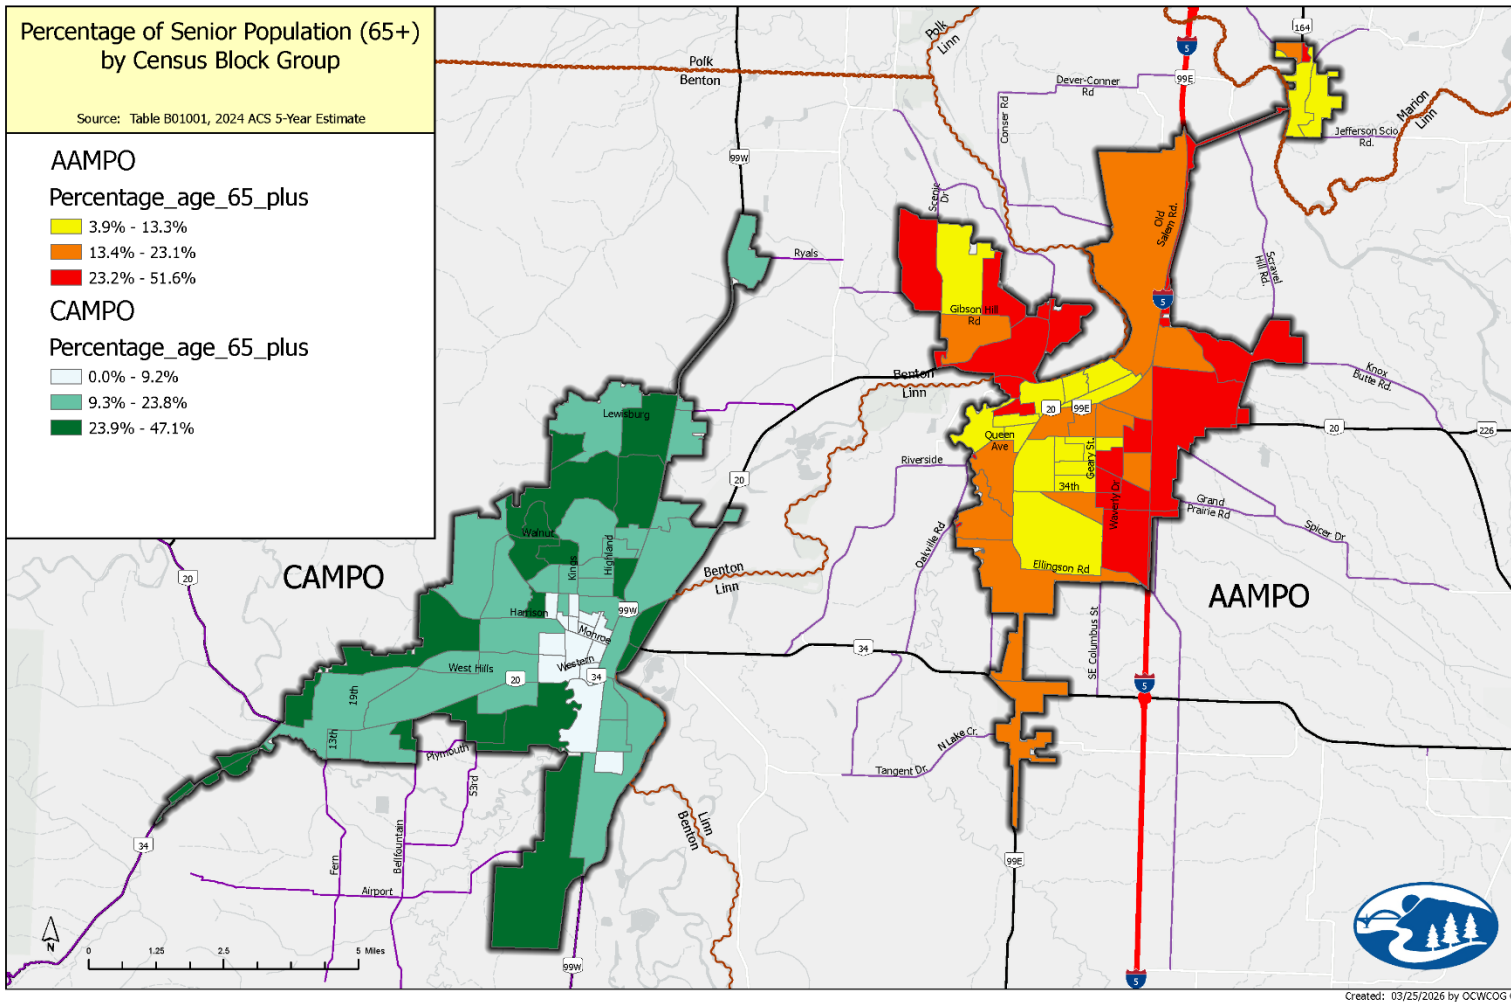 Percentage of Senior Population (65+)
by Census Block Group
Source: Table B01001, 2024 ACS 5-Year Estimate
AAMPO
Percentage_age_65_plus
3.9% - 13.3%
13.4% - 23.1%
23.2% - 51.6%
CAMPO
Percentage_age_65_plus
0.0% - 9.2%
9.3% - 23.8%
23.9% - 47.1%
Polk
Benton
Polk
Linn
5
164
99E
Dever-Conner
Rd
Conser Rd
Marion
Linn
Jefferson Scio
Rd.
99W
Scenic
Dr
Old
Salem Rd.
Scravel
Hill Rd.
Ryals
5
Gibson Hill
Rd
Knox
Butte Rd.
Benton
Linn
20
99E
20
226
Lewisburg
Queen
Ave
Geary St.
Riverside
20
34th
Waverly Dr
Grand
Prairie Rd
Spicer Dr
Oakville Rd
Walnut
Kings
Highland
Benton
Linn
Ellingson Rd
CAMPO
AAMPO
20
Harrison
99W
Monroe
SE Columbus St
34
West Hills
Western
34
20
5
19th
13th
Plymouth
53rd
N Lake Cr.
Tangent Dr.
Linn
Benton
34
Fern
Bellfountain
Airport
99E
N
0
1.25
2.5
5 Miles
99W
5
Created: 03/25/2026 by OCWCOG